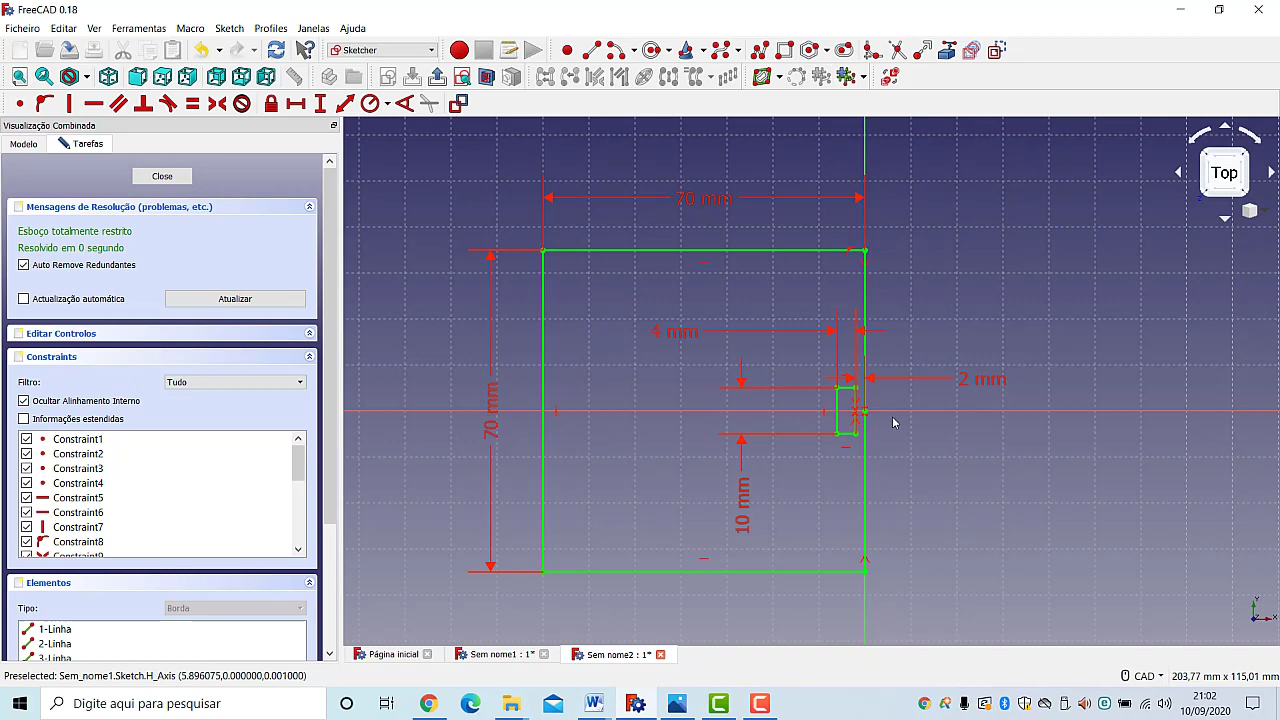 FreeCAD 0.18
Ficheiro Editar Ver Ferramentas Macro Sketch Profiles Janelas Ajuda
Sketcher
Visualização Combinada
Modelo Tarefas
Close
Mensagens de Resolução (problemas, etc.)
Esboço totalmente restrito
Resolvido em 0 segundo
Auto Remove Redundantes
Actualização automática Atualizar
Editar Controlos
Constraints
Filtro: Tudo
Ocultar Alinhamento Interno
Informações estendidas
Constraint1
Constraint2
Constraint3
Constraint4
Constraint5
Constraint6
Constraint7
Constraint8
Constraint9
Elementos
Tipo: Borda
1-Linha
2-Linha
3-Linha
70 mm
4 mm
2 mm
70 mm
10 mm
Top
Y
Z
X
Página inicial Sem nome1 : 1* Sem nome2 : 1*
Preselected: Sem_nome1.Sketch.H_Axis (5.896075,0.000000,0.001000)
CAD 203,77 mm x 115,01 mm
Digite aqui para pesquisar
21:02
10/09/2020